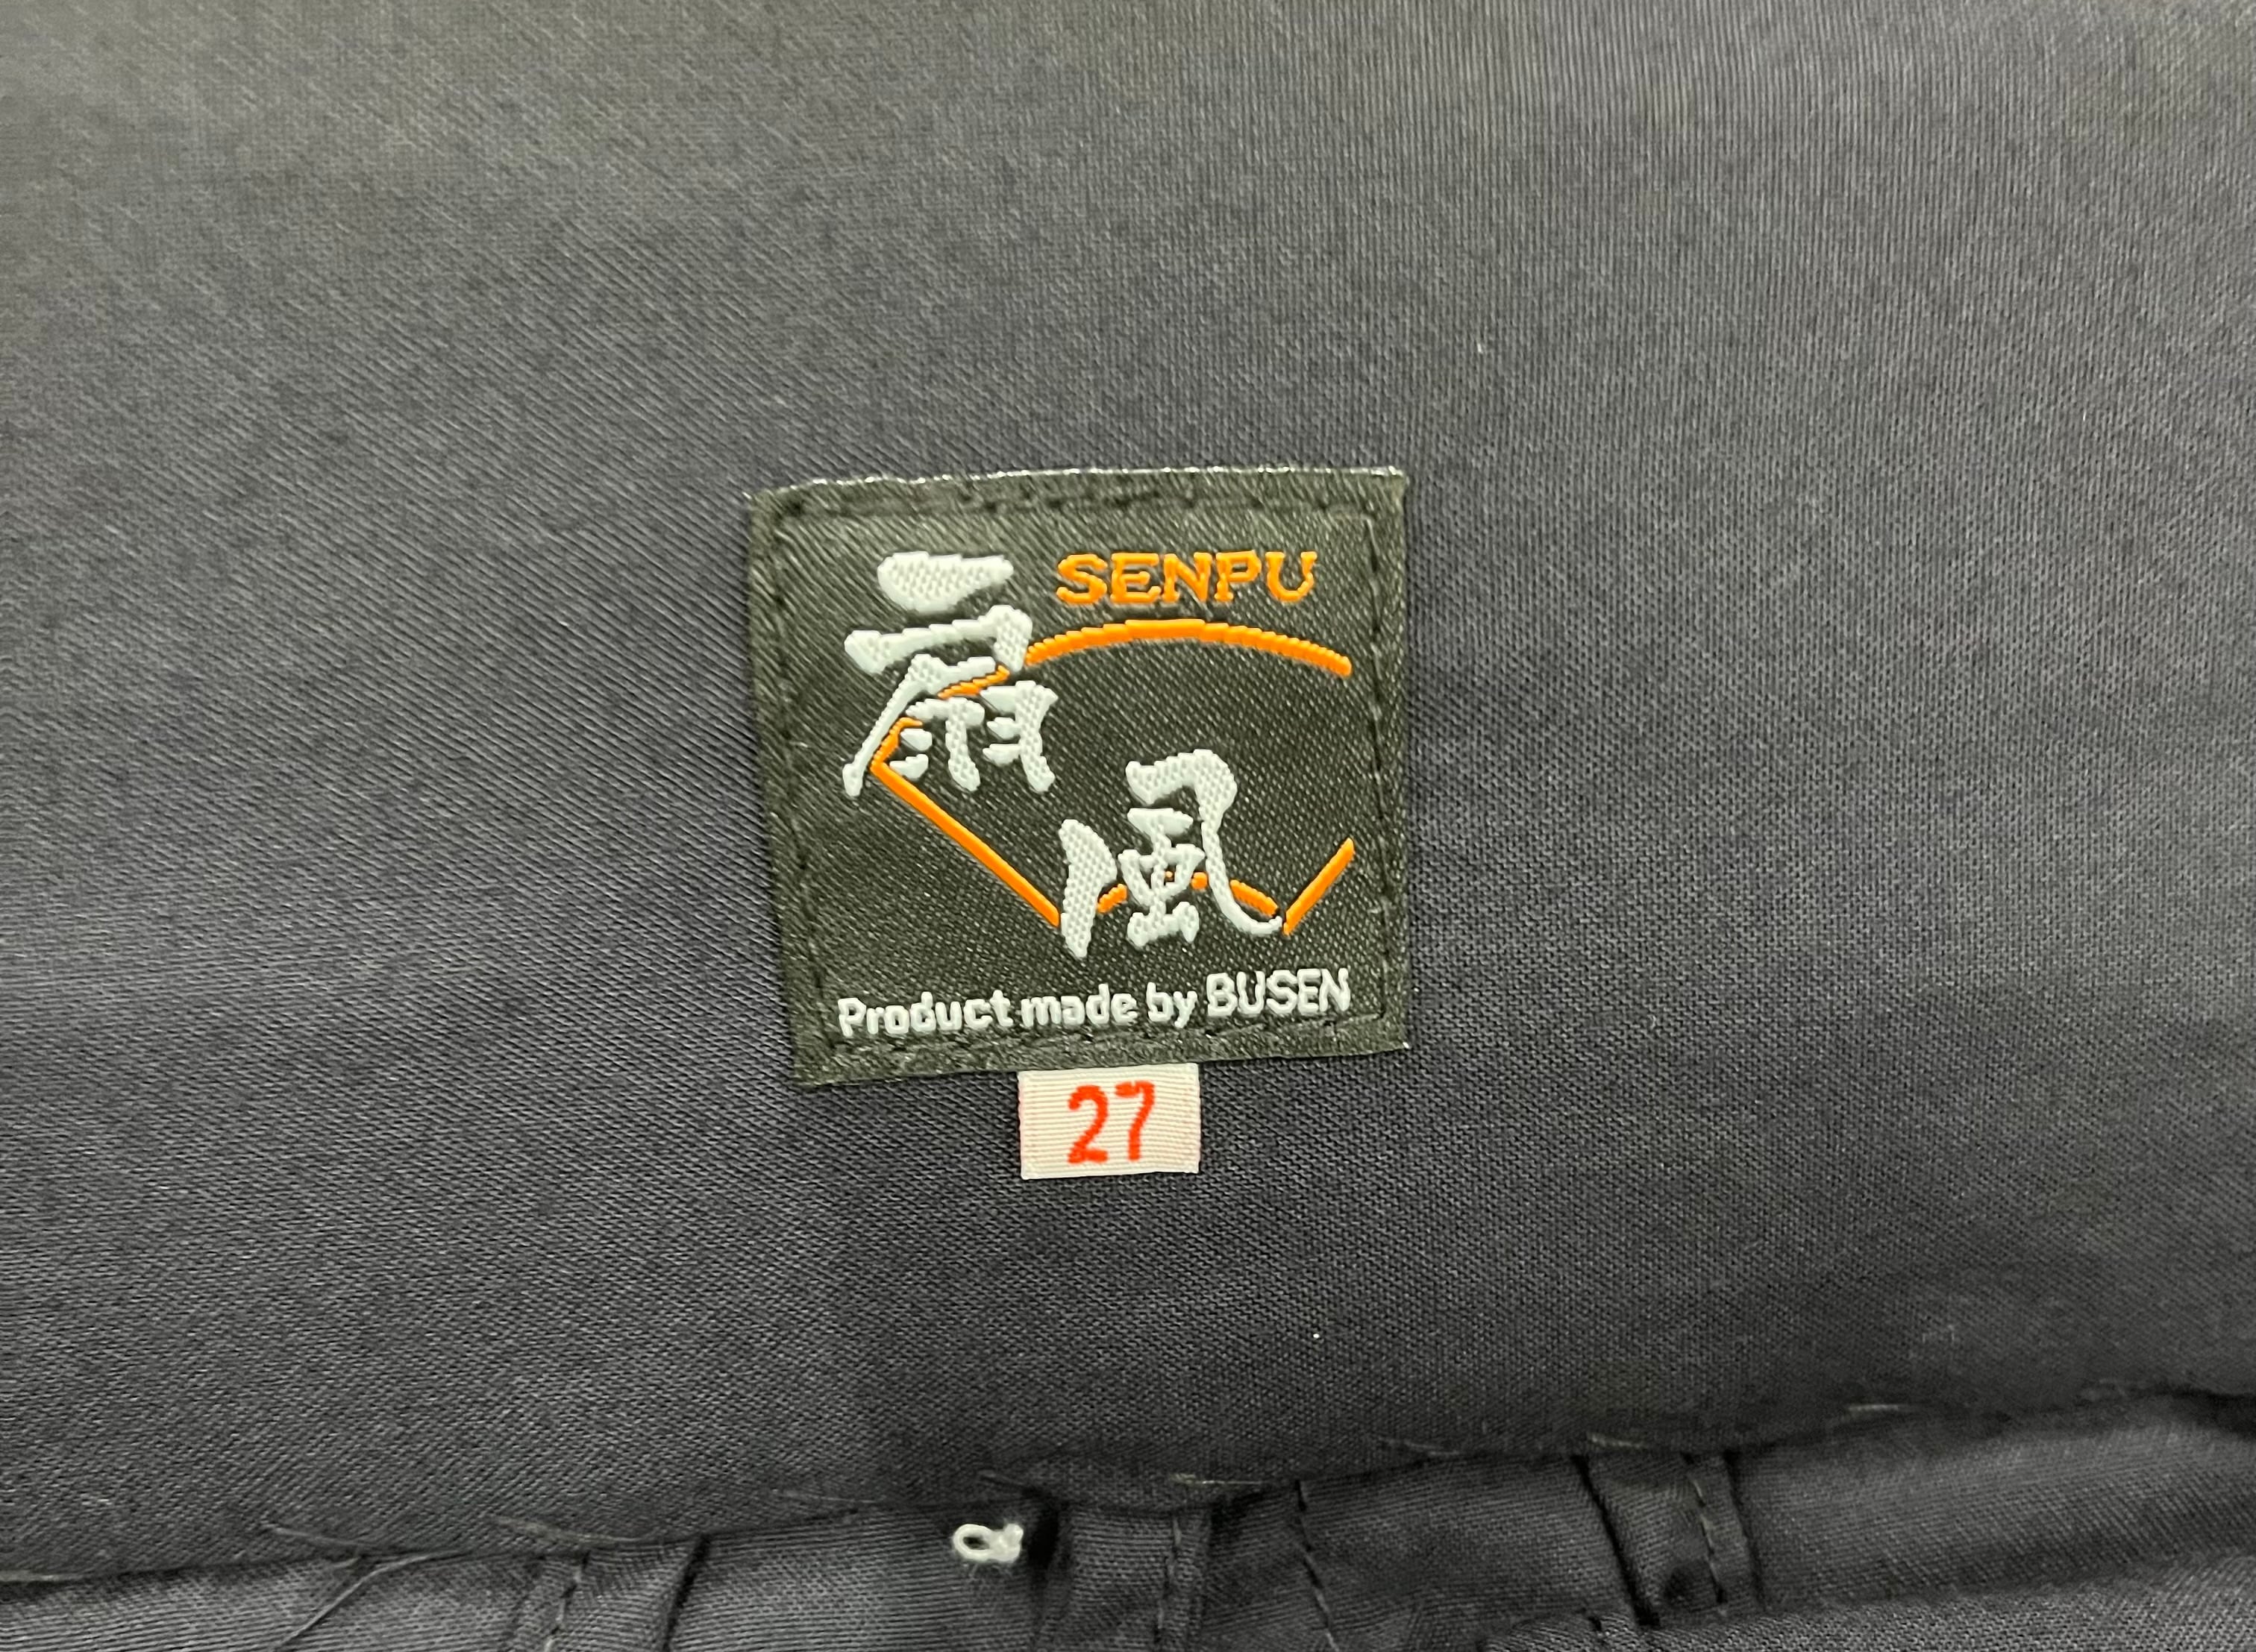 SENPU
扇風
Product made by BUSEN
27